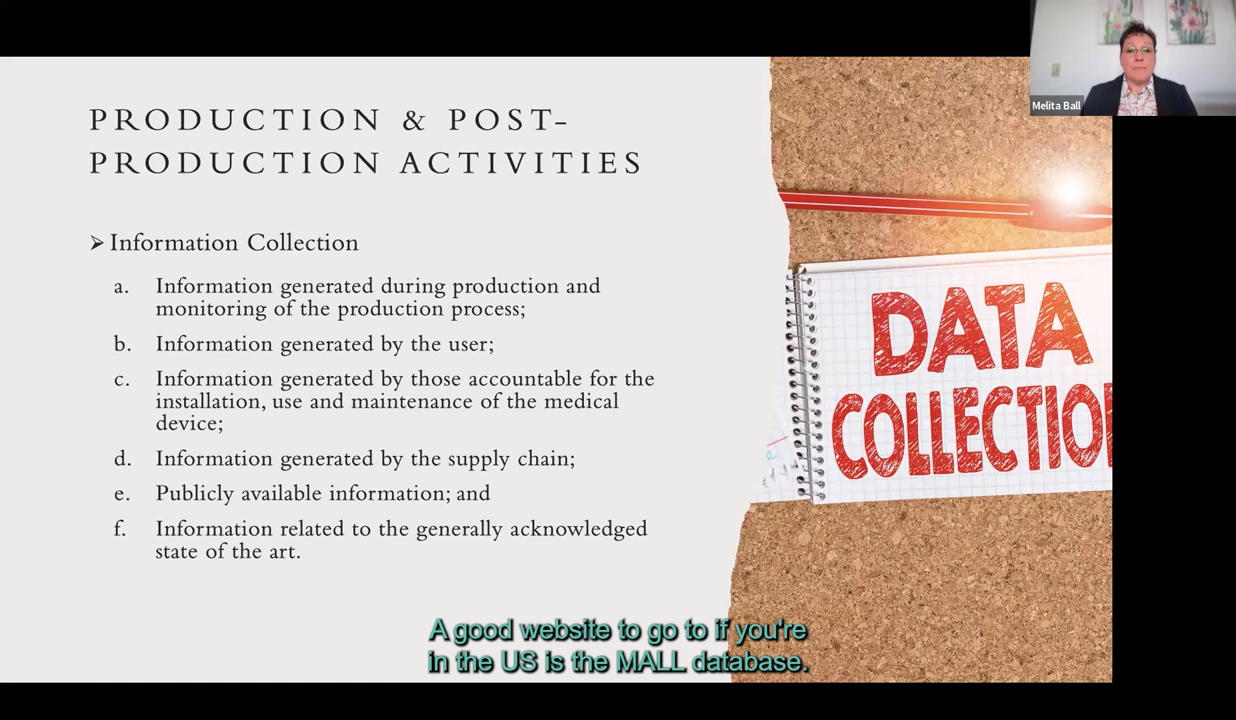 Melita Ball
PRODUCTION & POST-
PRODUCTION ACTIVITIES
➢ Information Collection
a. Information generated during production and
monitoring of the production process;
b. Information generated by the user;
c. Information generated by those accountable for the
installation, use and maintenance of the medical
device;
d. Information generated by the supply chain;
e. Publicly available information; and
f. Information related to the generally acknowledged
state of the art.
DATA
COLLECTION
A good website to go to if you're
in the US is the MALL database.